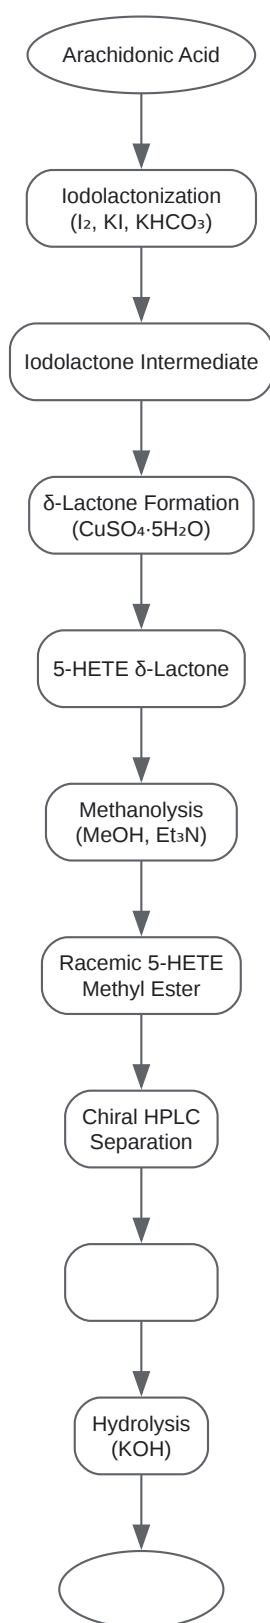 Arachidonic Acid
Iodolactonization
(I₂, KI, KHCO₃)
Iodolactone Intermediate
δ-Lactone Formation
(CuSO₄·5H₂O)
5-HETE δ-Lactone
Methanolysis
(MeOH, Et₃N)
Racemic 5-HETE
Methyl Ester
Chiral HPLC
Separation
Hydrolysis
(KOH)